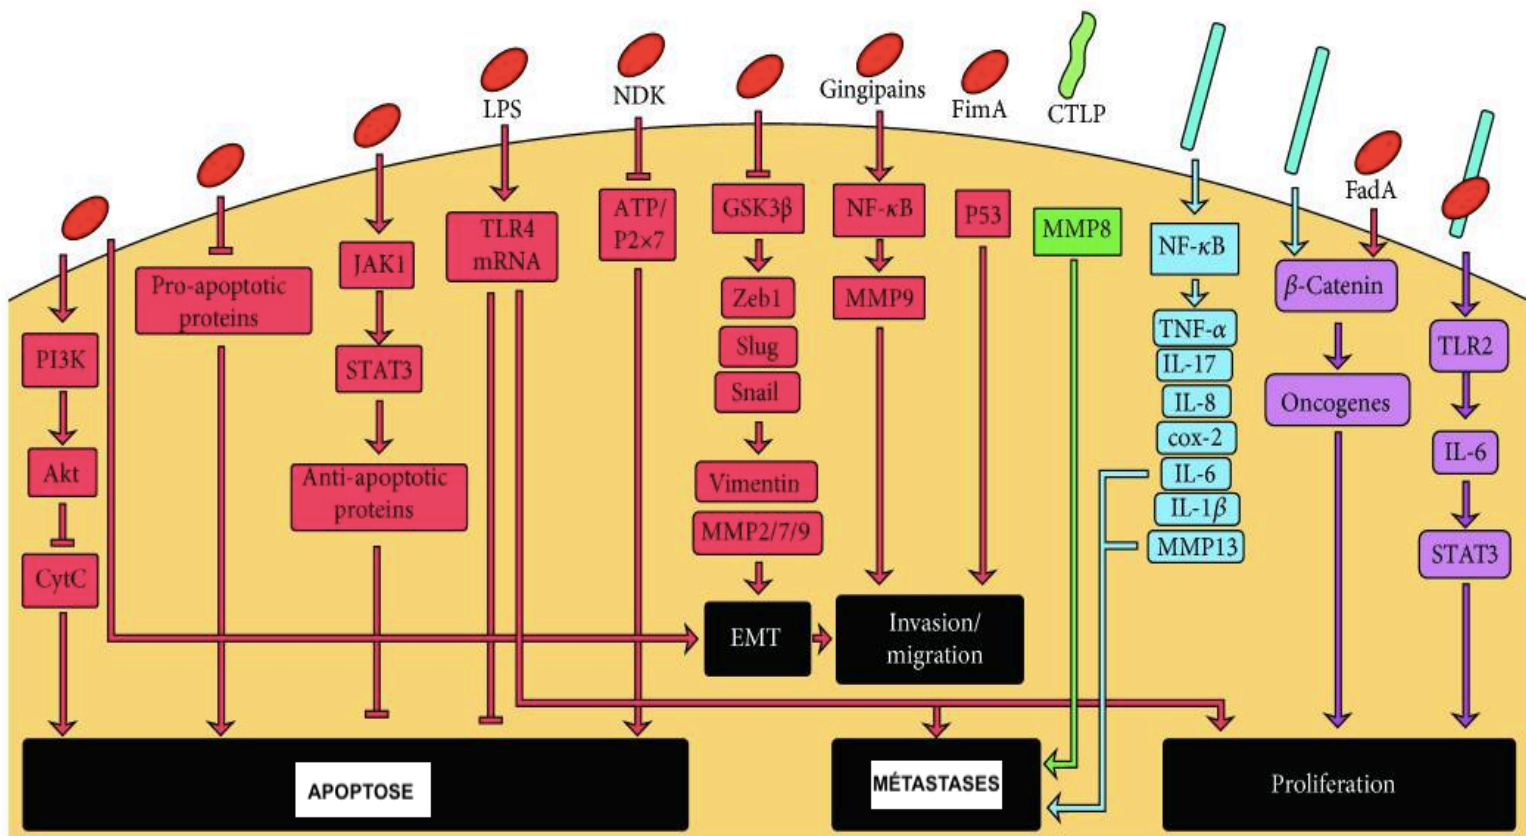 LPS
NDK
Gingipains
FimA
CTLP
FadA
PI3K
Akt
CytC
Pro-apoptotic
proteins
JAK1
STAT3
Anti-apoptotic
proteins
TLR4
mRNA
ATP/
P2×7
GSK3β
Zeb1
Slug
Snail
Vimentin
MMP2/7/9
EMT
NF-κB
MMP9
P53
Invasion/
migration
MMP8
NF-κB
TNF-α
IL-17
IL-8
cox-2
IL-6
IL-1β
MMP13
β-Catenin
Oncogenes
TLR2
IL-6
STAT3
APOPTOSE
MÉTASTASES
Proliferation